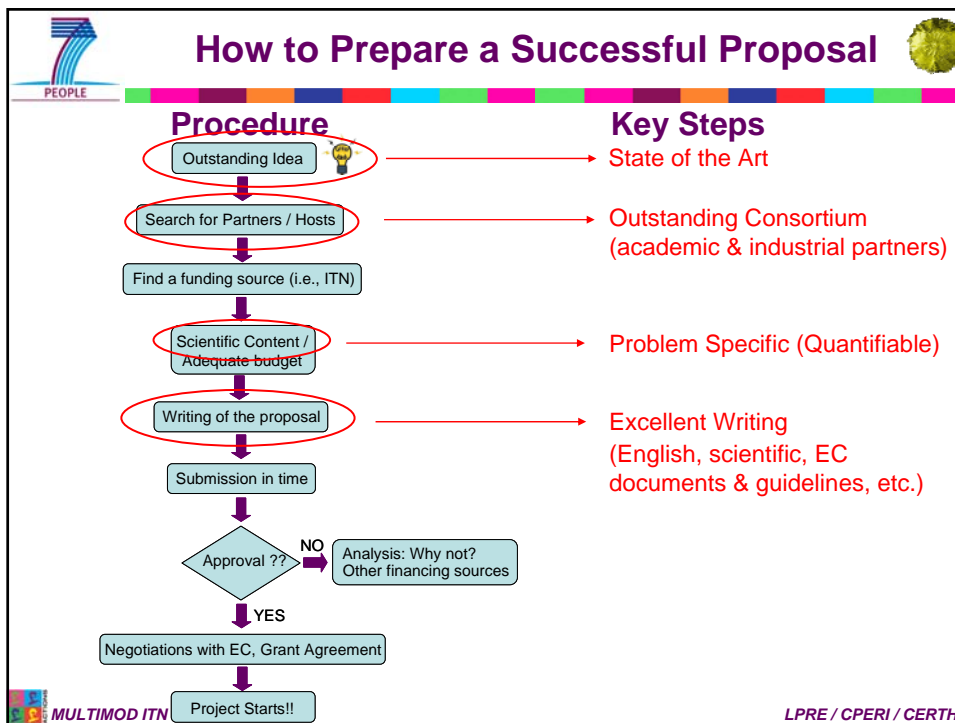 How to Prepare a Successful Proposal
7
PEOPLE
Procedure
Key Steps
Outstanding Idea
State of the Art
Search for Partners / Hosts
Outstanding Consortium
(academic & industrial partners)
Find a funding source (i.e., ITN)
Scientific Content /
Adequate budget
Problem Specific (Quantifiable)
Writing of the proposal
Excellent Writing
(English, scientific, EC
documents & guidelines, etc.)
Submission in time
Approval ??
NO
Analysis: Why not?
Other financing sources
YES
Negotiations with EC, Grant Agreement
Project Starts!!
MULTIMOD ITN
LPRE / CPERI / CERTH